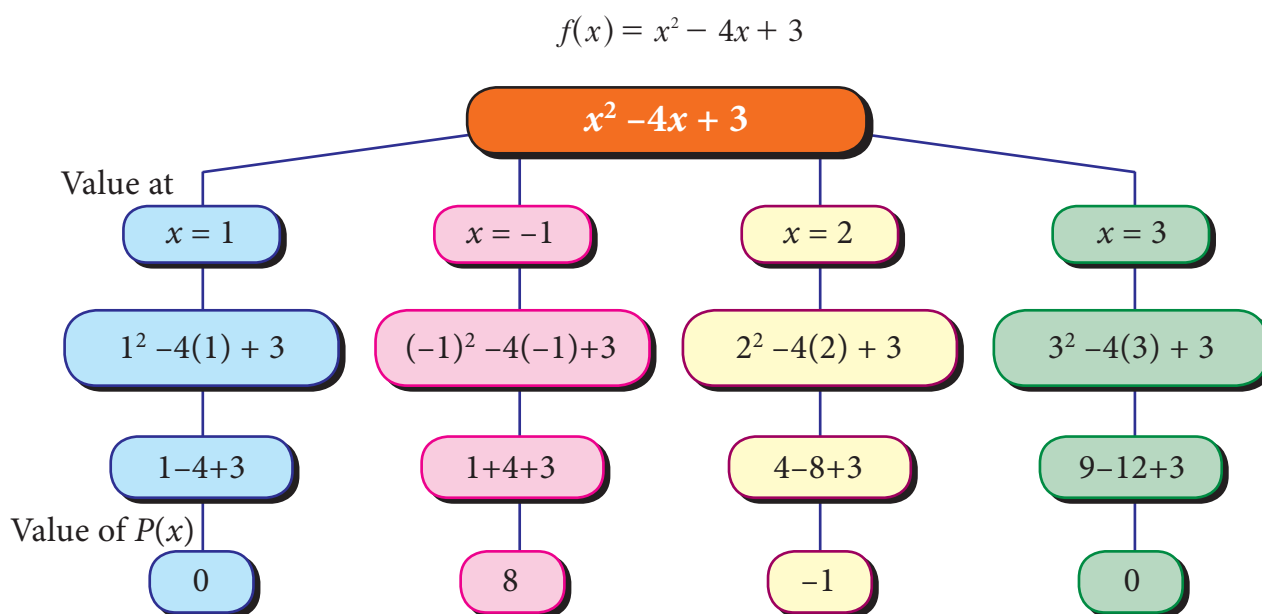 f(x) = x² − 4x + 3
x² –4x + 3
Value at
x = 1
x = –1
x = 2
x = 3
1² –4(1) + 3
(–1)² –4(–1)+3
2² –4(2) + 3
3² –4(3) + 3
1–4+3
1+4+3
4–8+3
9–12+3
Value of P(x)
0
8
–1
0